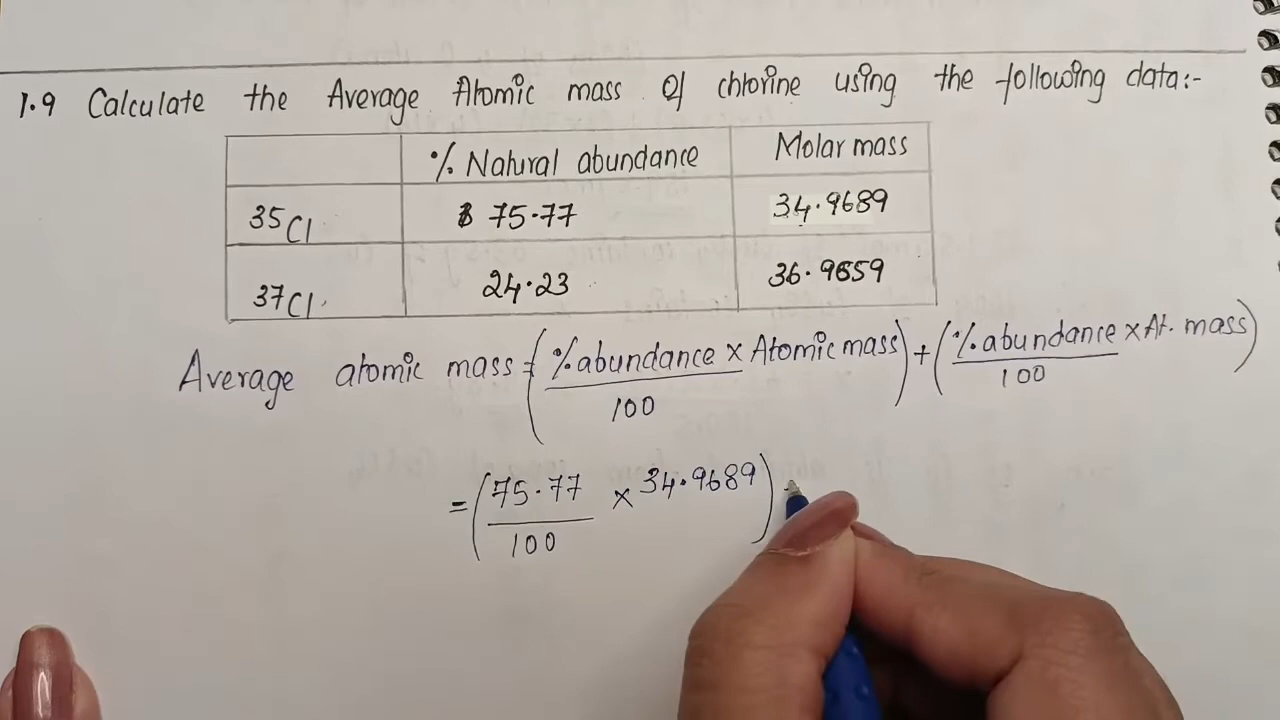 1.9 Calculate the Average Atomic mass of chlorine using the following data:-
% Natural abundance Molar mass
35Cl 75.77 34.9689
37Cl. 24.23 36.9659
Average atomic mass = (% abundance × Atomic mass) + (% abundance × At. mass)
100 100
= (75.77 × 34.9689)
100